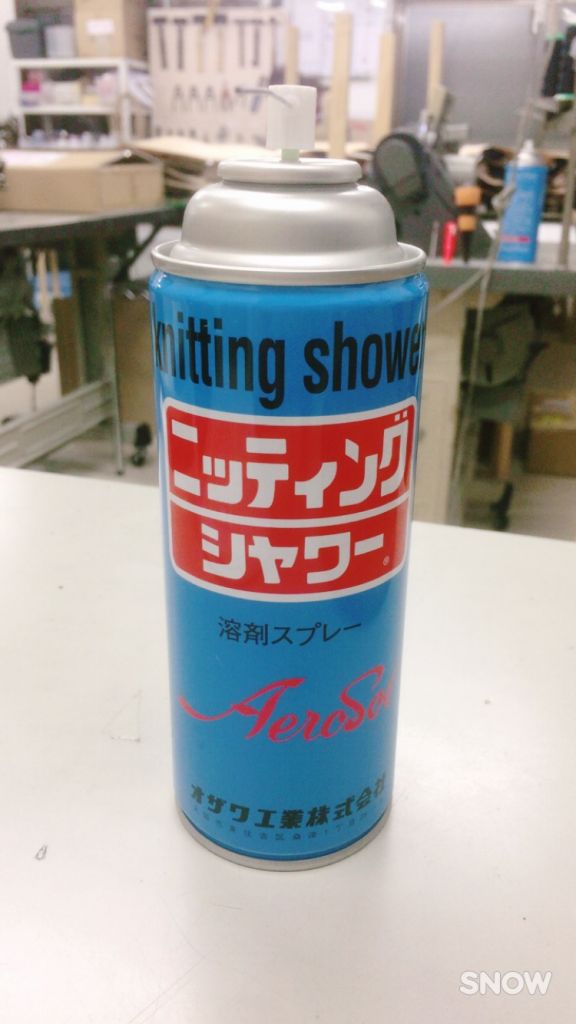 knitting shower
ニッティング
シャワー®
溶剤スプレー
AeroSol
オザワ工業株式会社
SNOW